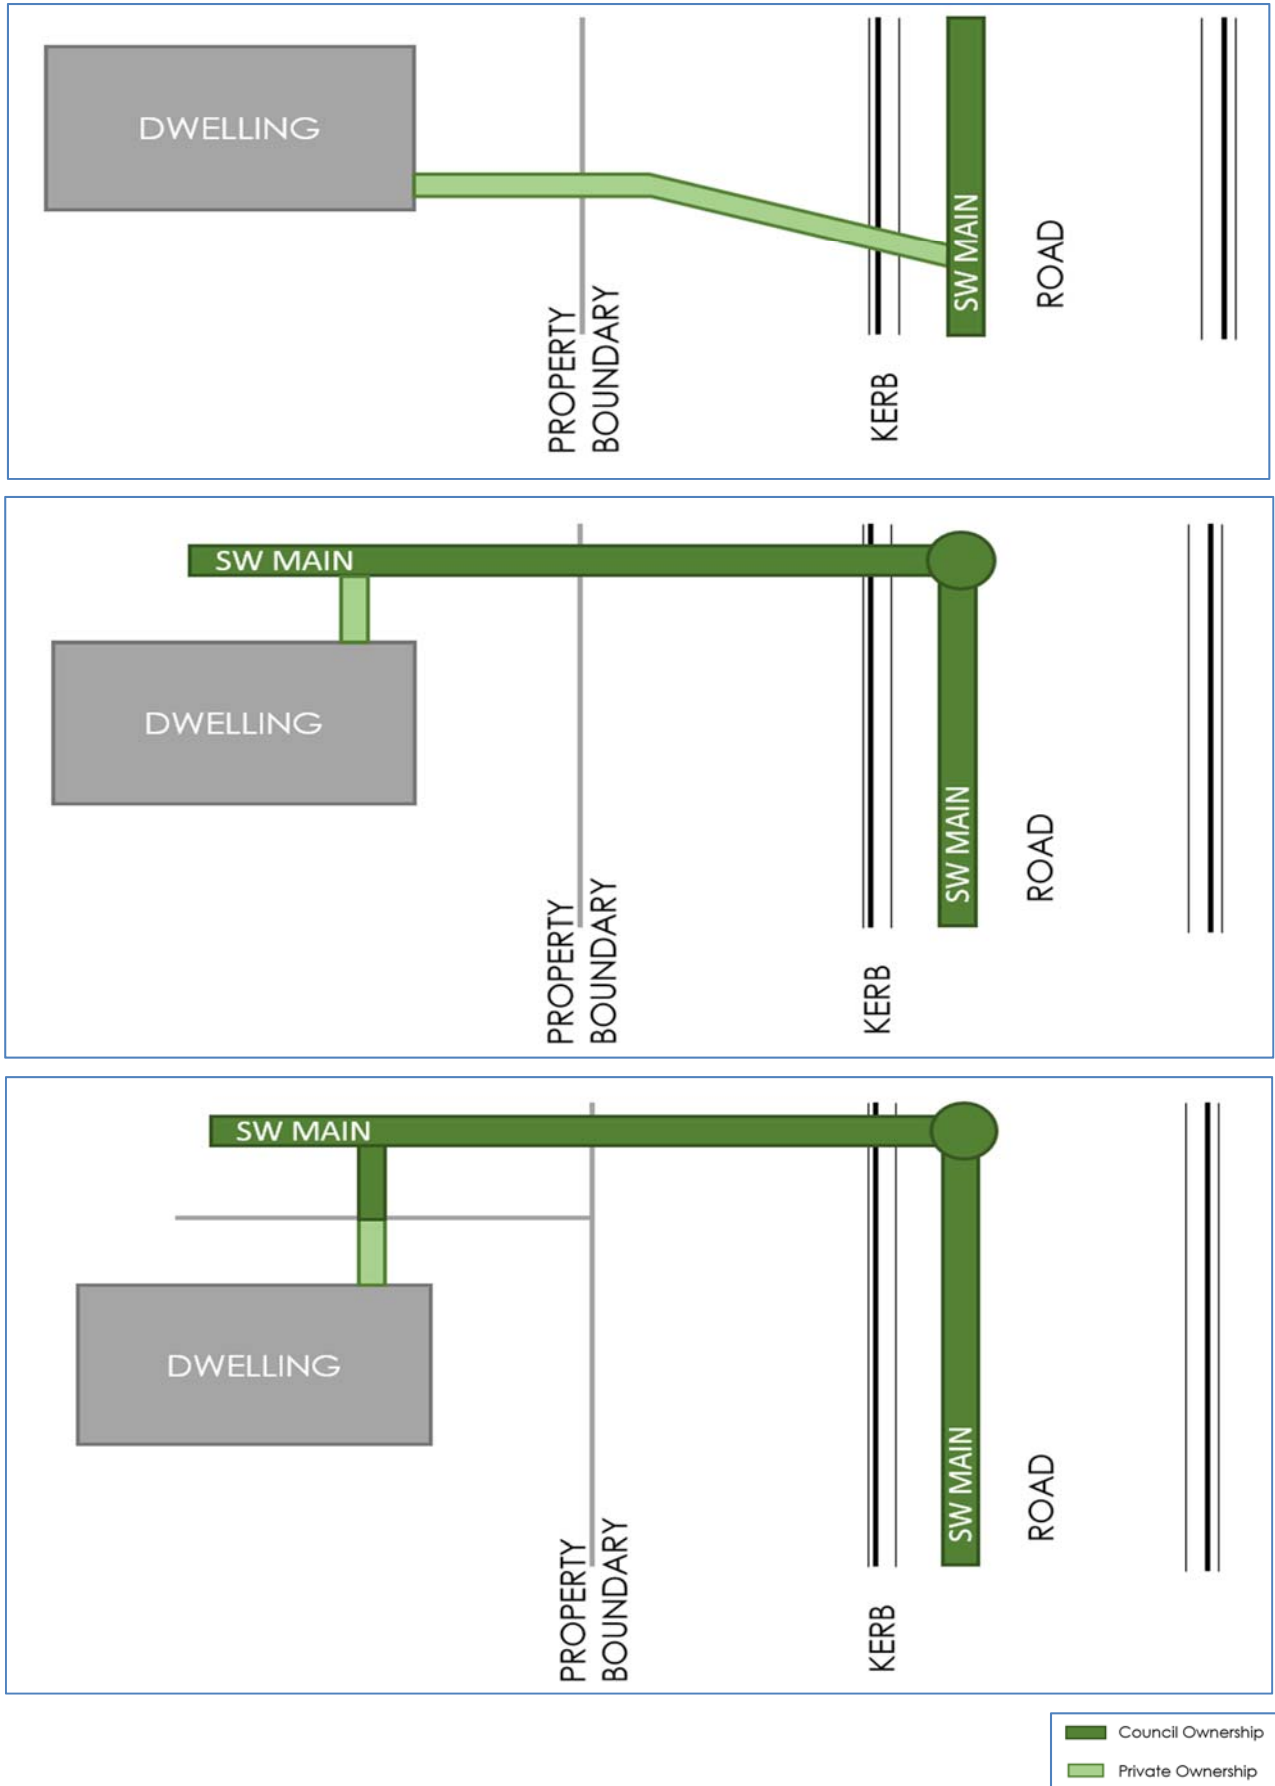 DWELLING
SW MAIN
ROAD
PROPERTY
BOUNDARY
KERB
SW MAIN
DWELLING
SW MAIN
ROAD
PROPERTY
BOUNDARY
KERB
SW MAIN
DWELLING
SW MAIN
ROAD
PROPERTY
BOUNDARY
KERB
Council Ownership
Private Ownership